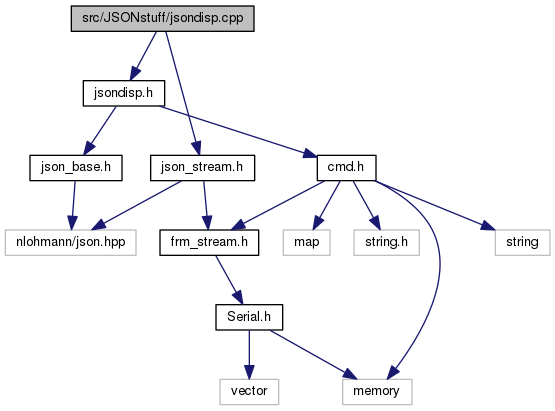 src/JSONstuff/jsondisp.cpp
jsondisp.h
json_base.h
json_stream.h
cmd.h
nlohmann/json.hpp
frm_stream.h
map
string.h
string
Serial.h
vector
memory